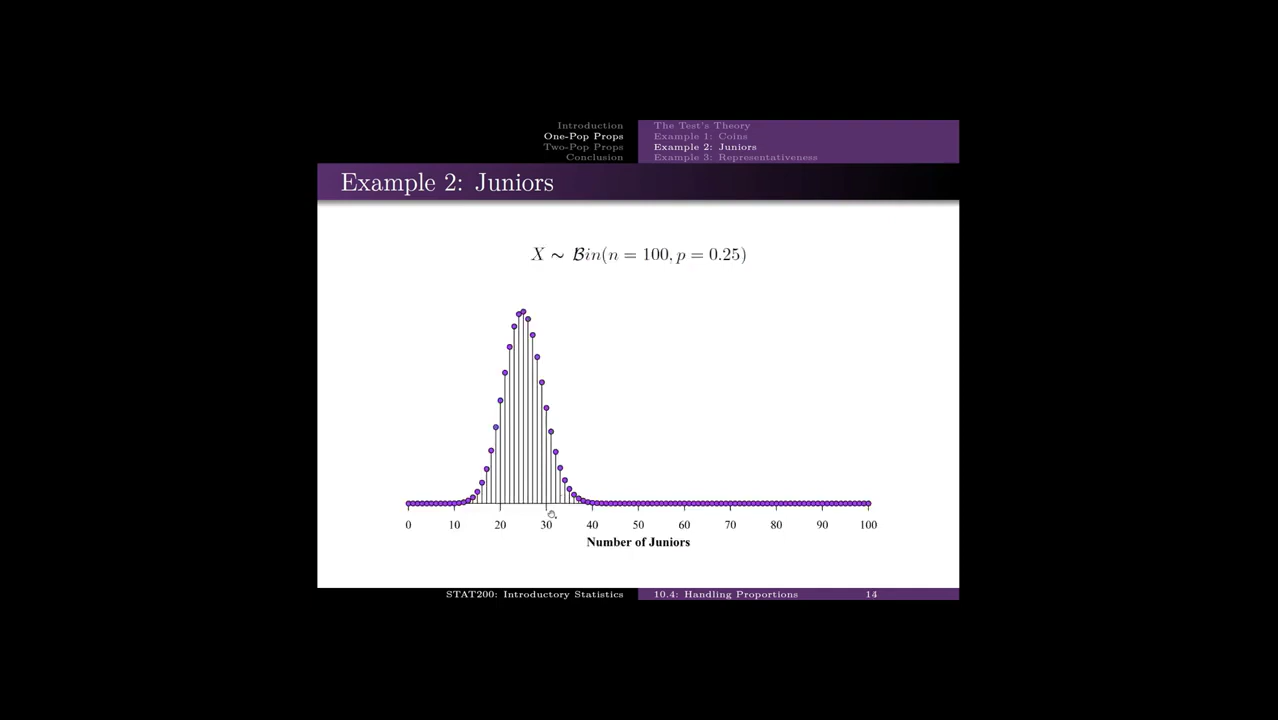 Introduction
One-Pop Props
Two-Pop Props
Conclusion
The Test's Theory
Example 1: Coins
Example 2: Juniors
Example 3: Representativeness
Example 2: Juniors
X ∼ Bin(n = 100, p = 0.25)
0 10 20 30 40 50 60 70 80 90 100
Number of Juniors
STAT200: Introductory Statistics 10.4: Handling Proportions 14